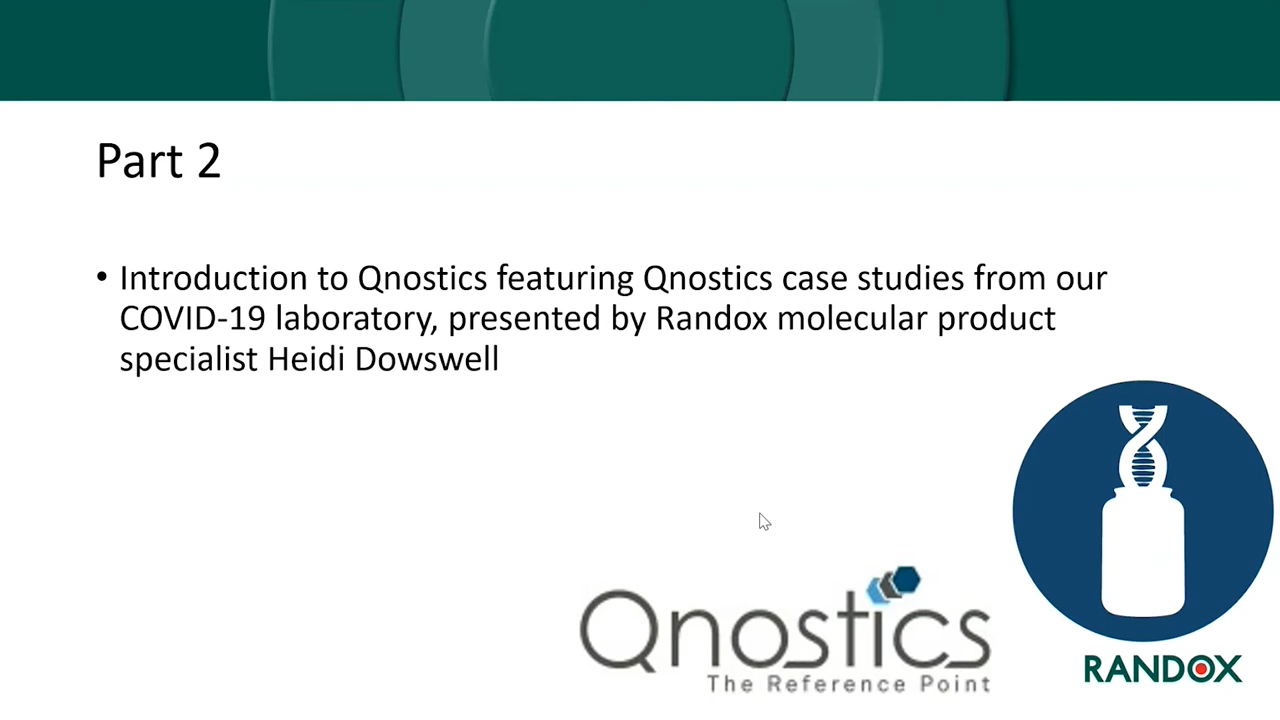 Part 2
• Introduction to Qnostics featuring Qnostics case studies from our
COVID-19 laboratory, presented by Randox molecular product
specialist Heidi Dowswell
Qnostics
The Reference Point
RANDOX